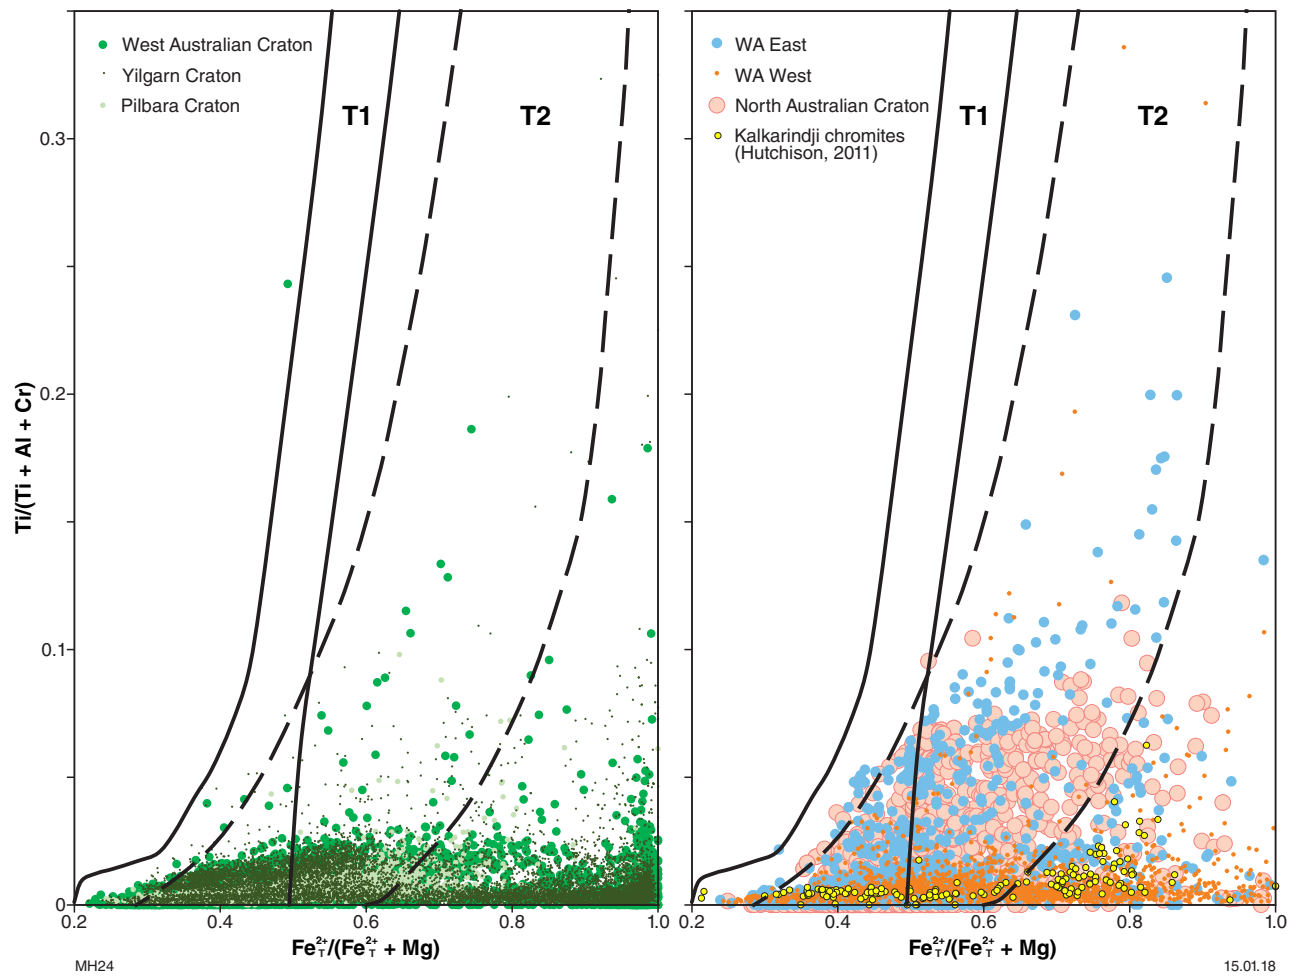 West Australian Craton
Yilgarn Craton
Pilbara Craton
T1
T2
0.3
0.2
0.1
0
0.2
0.4
0.6
0.8
1.0
Ti/(Ti + Al + Cr)
Fe²⁺T/(Fe²⁺T + Mg)
MH24
WA East
WA West
North Australian Craton
Kalkarindji chromites
(Hutchison, 2011)
T1
T2
0.2
0.4
0.6
0.8
1.0
Fe²⁺T/(Fe²⁺T + Mg)
15.01.18